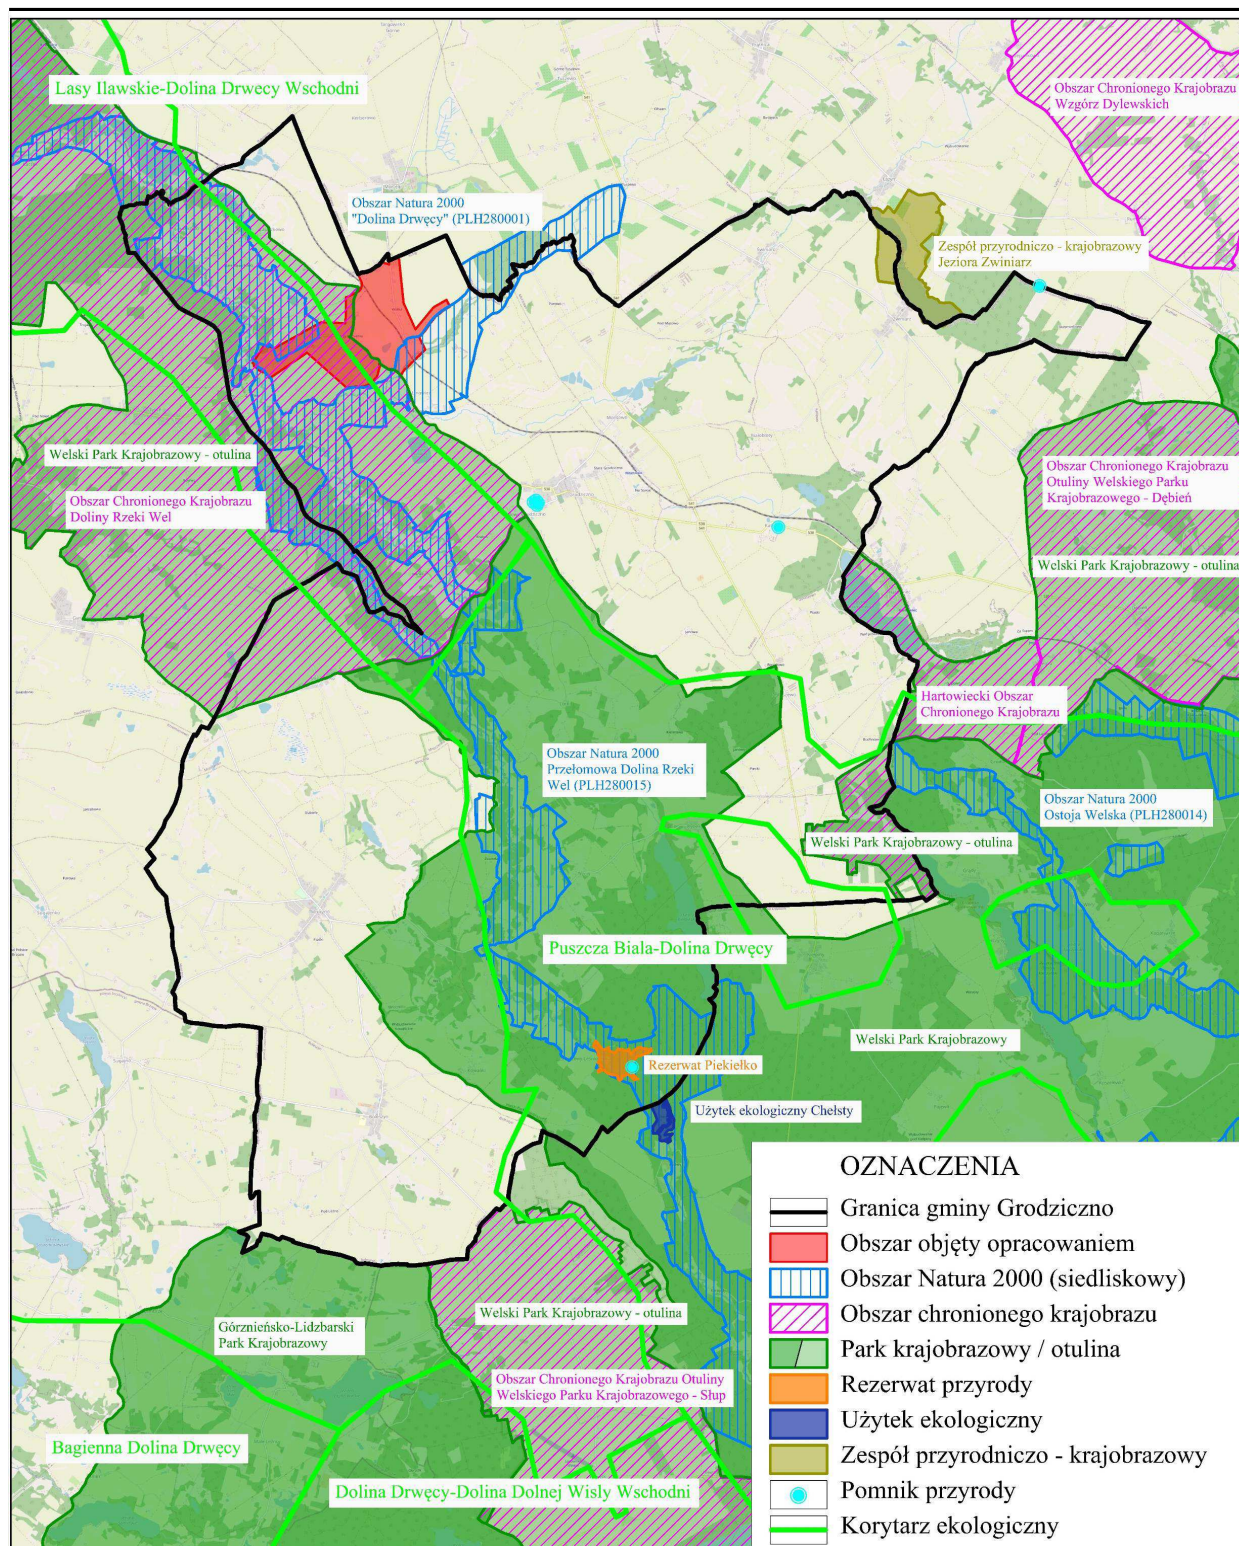 Lasy Ilawskie-Dolina Drwecy Wschodni
Obszar Chronionego Krajobrazu
Wzgórz Dylewskich
Obszar Natura 2000
"Dolina Drwęcy" (PLH280001)
Zespół przyrodniczo - krajobrazowy
Jeziora Zwiniarz
Welski Park Krajobrazowy - otulina
Obszar Chronionego Krajobrazu
Doliny Rzeki Wel
Obszar Chronionego Krajobrazu
Otuliny Welskiego Parku
Krajobrazowego - Dębień
Welski Park Krajobrazowy - otulina
Hartowiecki Obszar
Chronionego Krajobrazu
Obszar Natura 2000
Przełomowa Dolina Rzeki
Wel (PLH280015)
Obszar Natura 2000
Ostoja Welska (PLH280014)
Welski Park Krajobrazowy - otulina
Puszcza Biała-Dolina Drwęcy
Welski Park Krajobrazowy
Rezerwat Piekiełko
Użytek ekologiczny Chełsty
Welski Park Krajobrazowy - otulina
Górznieńsko-Lidzbarski
Park Krajobrazowy
Obszar Chronionego Krajobrazu Otuliny
Welskiego Parku Krajobrazowego - Słup
Bagienna Dolina Drwęcy
Dolina Drwęcy-Dolina Dolnej Wisly Wschodni
OZNACZENIA
Granica gminy Grodziczno
Obszar objęty opracowaniem
Obszar Natura 2000 (siedliskowy)
Obszar chronionego krajobrazu
Park krajobrazowy / otulina
Rezerwat przyrody
Użytek ekologiczny
Zespół przyrodniczo - krajobrazowy
Pomnik przyrody
Korytarz ekologiczny